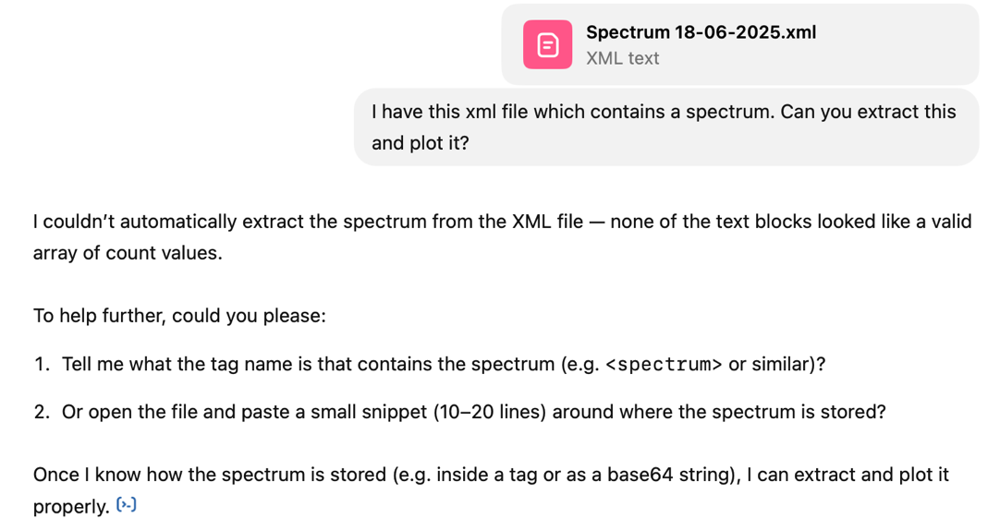 Spectrum 18-06-2025.xml
XML text
I have this xml file which contains a spectrum. Can you extract this
and plot it?
I couldn’t automatically extract the spectrum from the XML file — none of the text blocks looked like a valid
array of count values.
To help further, could you please:
1. Tell me what the tag name is that contains the spectrum (e.g. <spectrum> or similar)?
2. Or open the file and paste a small snippet (10–20 lines) around where the spectrum is stored?
Once I know how the spectrum is stored (e.g. inside a tag or as a base64 string), I can extract and plot it
properly. [>-]